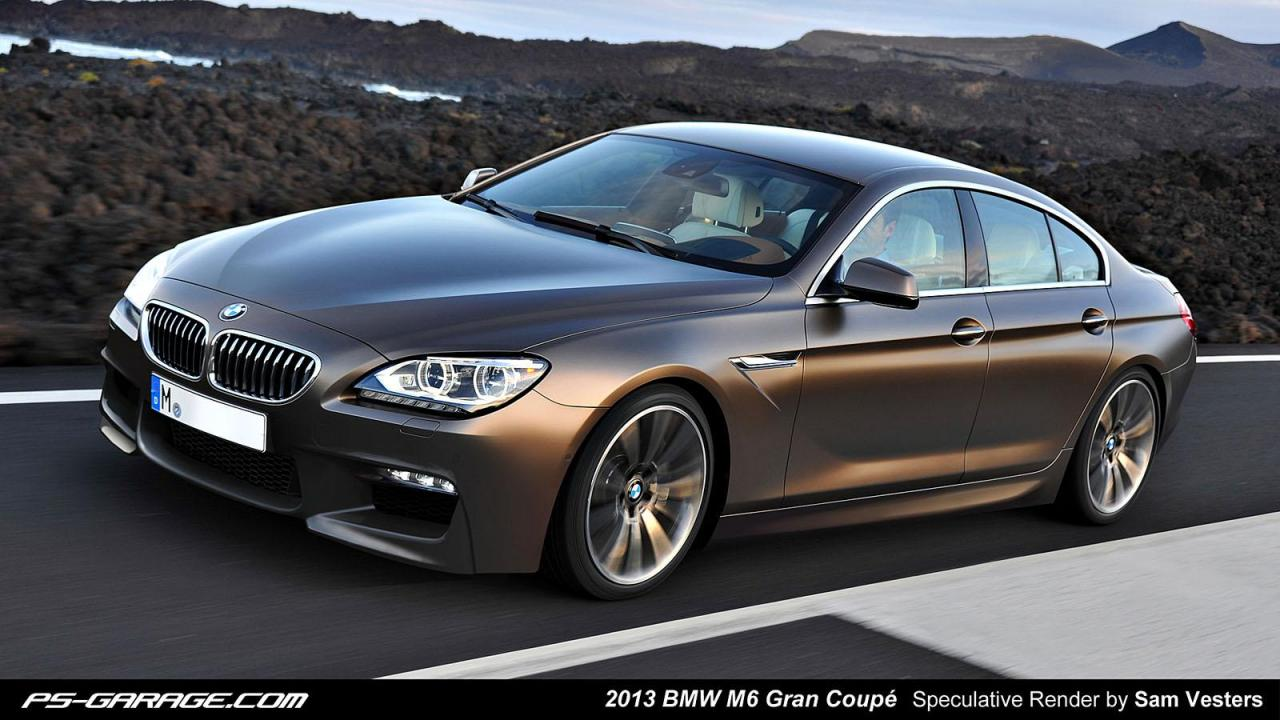 M
D
PS-GARAGE.COM
2013 BMW M6 Gran Coupé Speculative Render by Sam Vesters